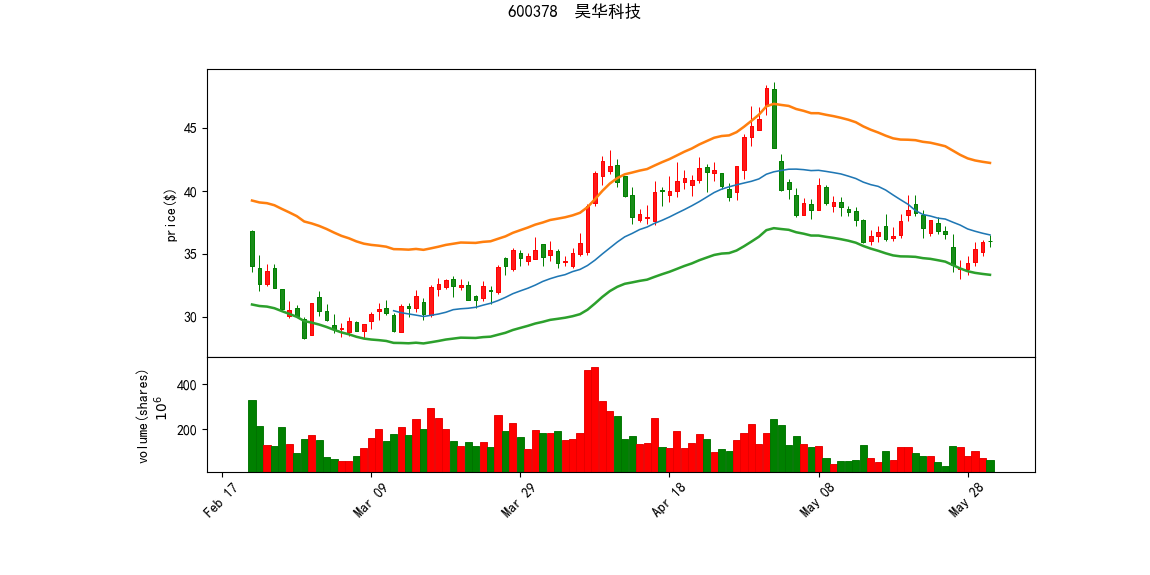 600378 昊华科技
price($)
45
40
35
30
volume(shares)
10^6
400
200
Feb 17
Mar 09
Mar 29
Apr 18
May 08
May 28